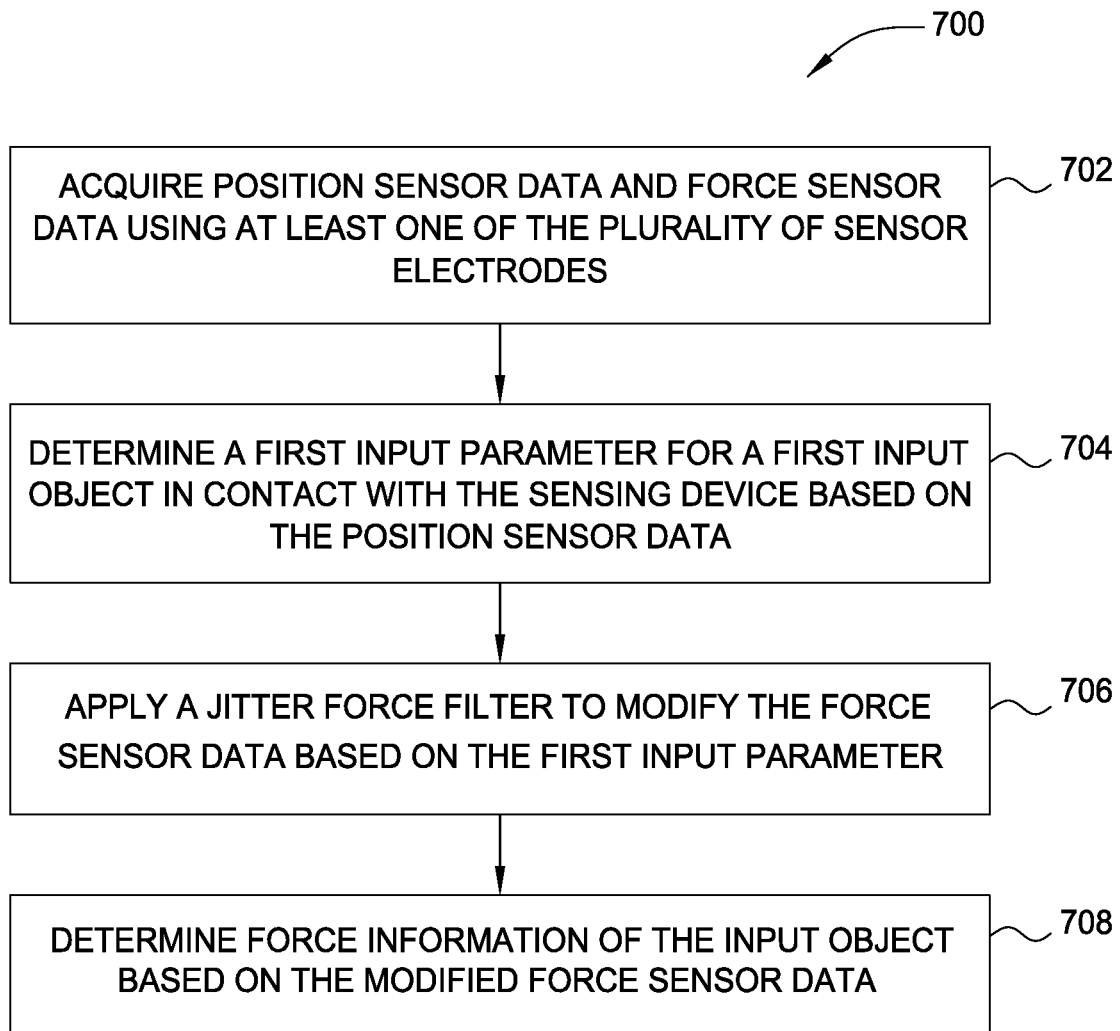 700
ACQUIRE POSITION SENSOR DATA AND FORCE SENSOR
DATA USING AT LEAST ONE OF THE PLURALITY OF SENSOR
ELECTRODES
702
DETERMINE A FIRST INPUT PARAMETER FOR A FIRST INPUT
OBJECT IN CONTACT WITH THE SENSING DEVICE BASED ON
THE POSITION SENSOR DATA
704
APPLY A JITTER FORCE FILTER TO MODIFY THE FORCE
SENSOR DATA BASED ON THE FIRST INPUT PARAMETER
706
DETERMINE FORCE INFORMATION OF THE INPUT OBJECT
BASED ON THE MODIFIED FORCE SENSOR DATA
708